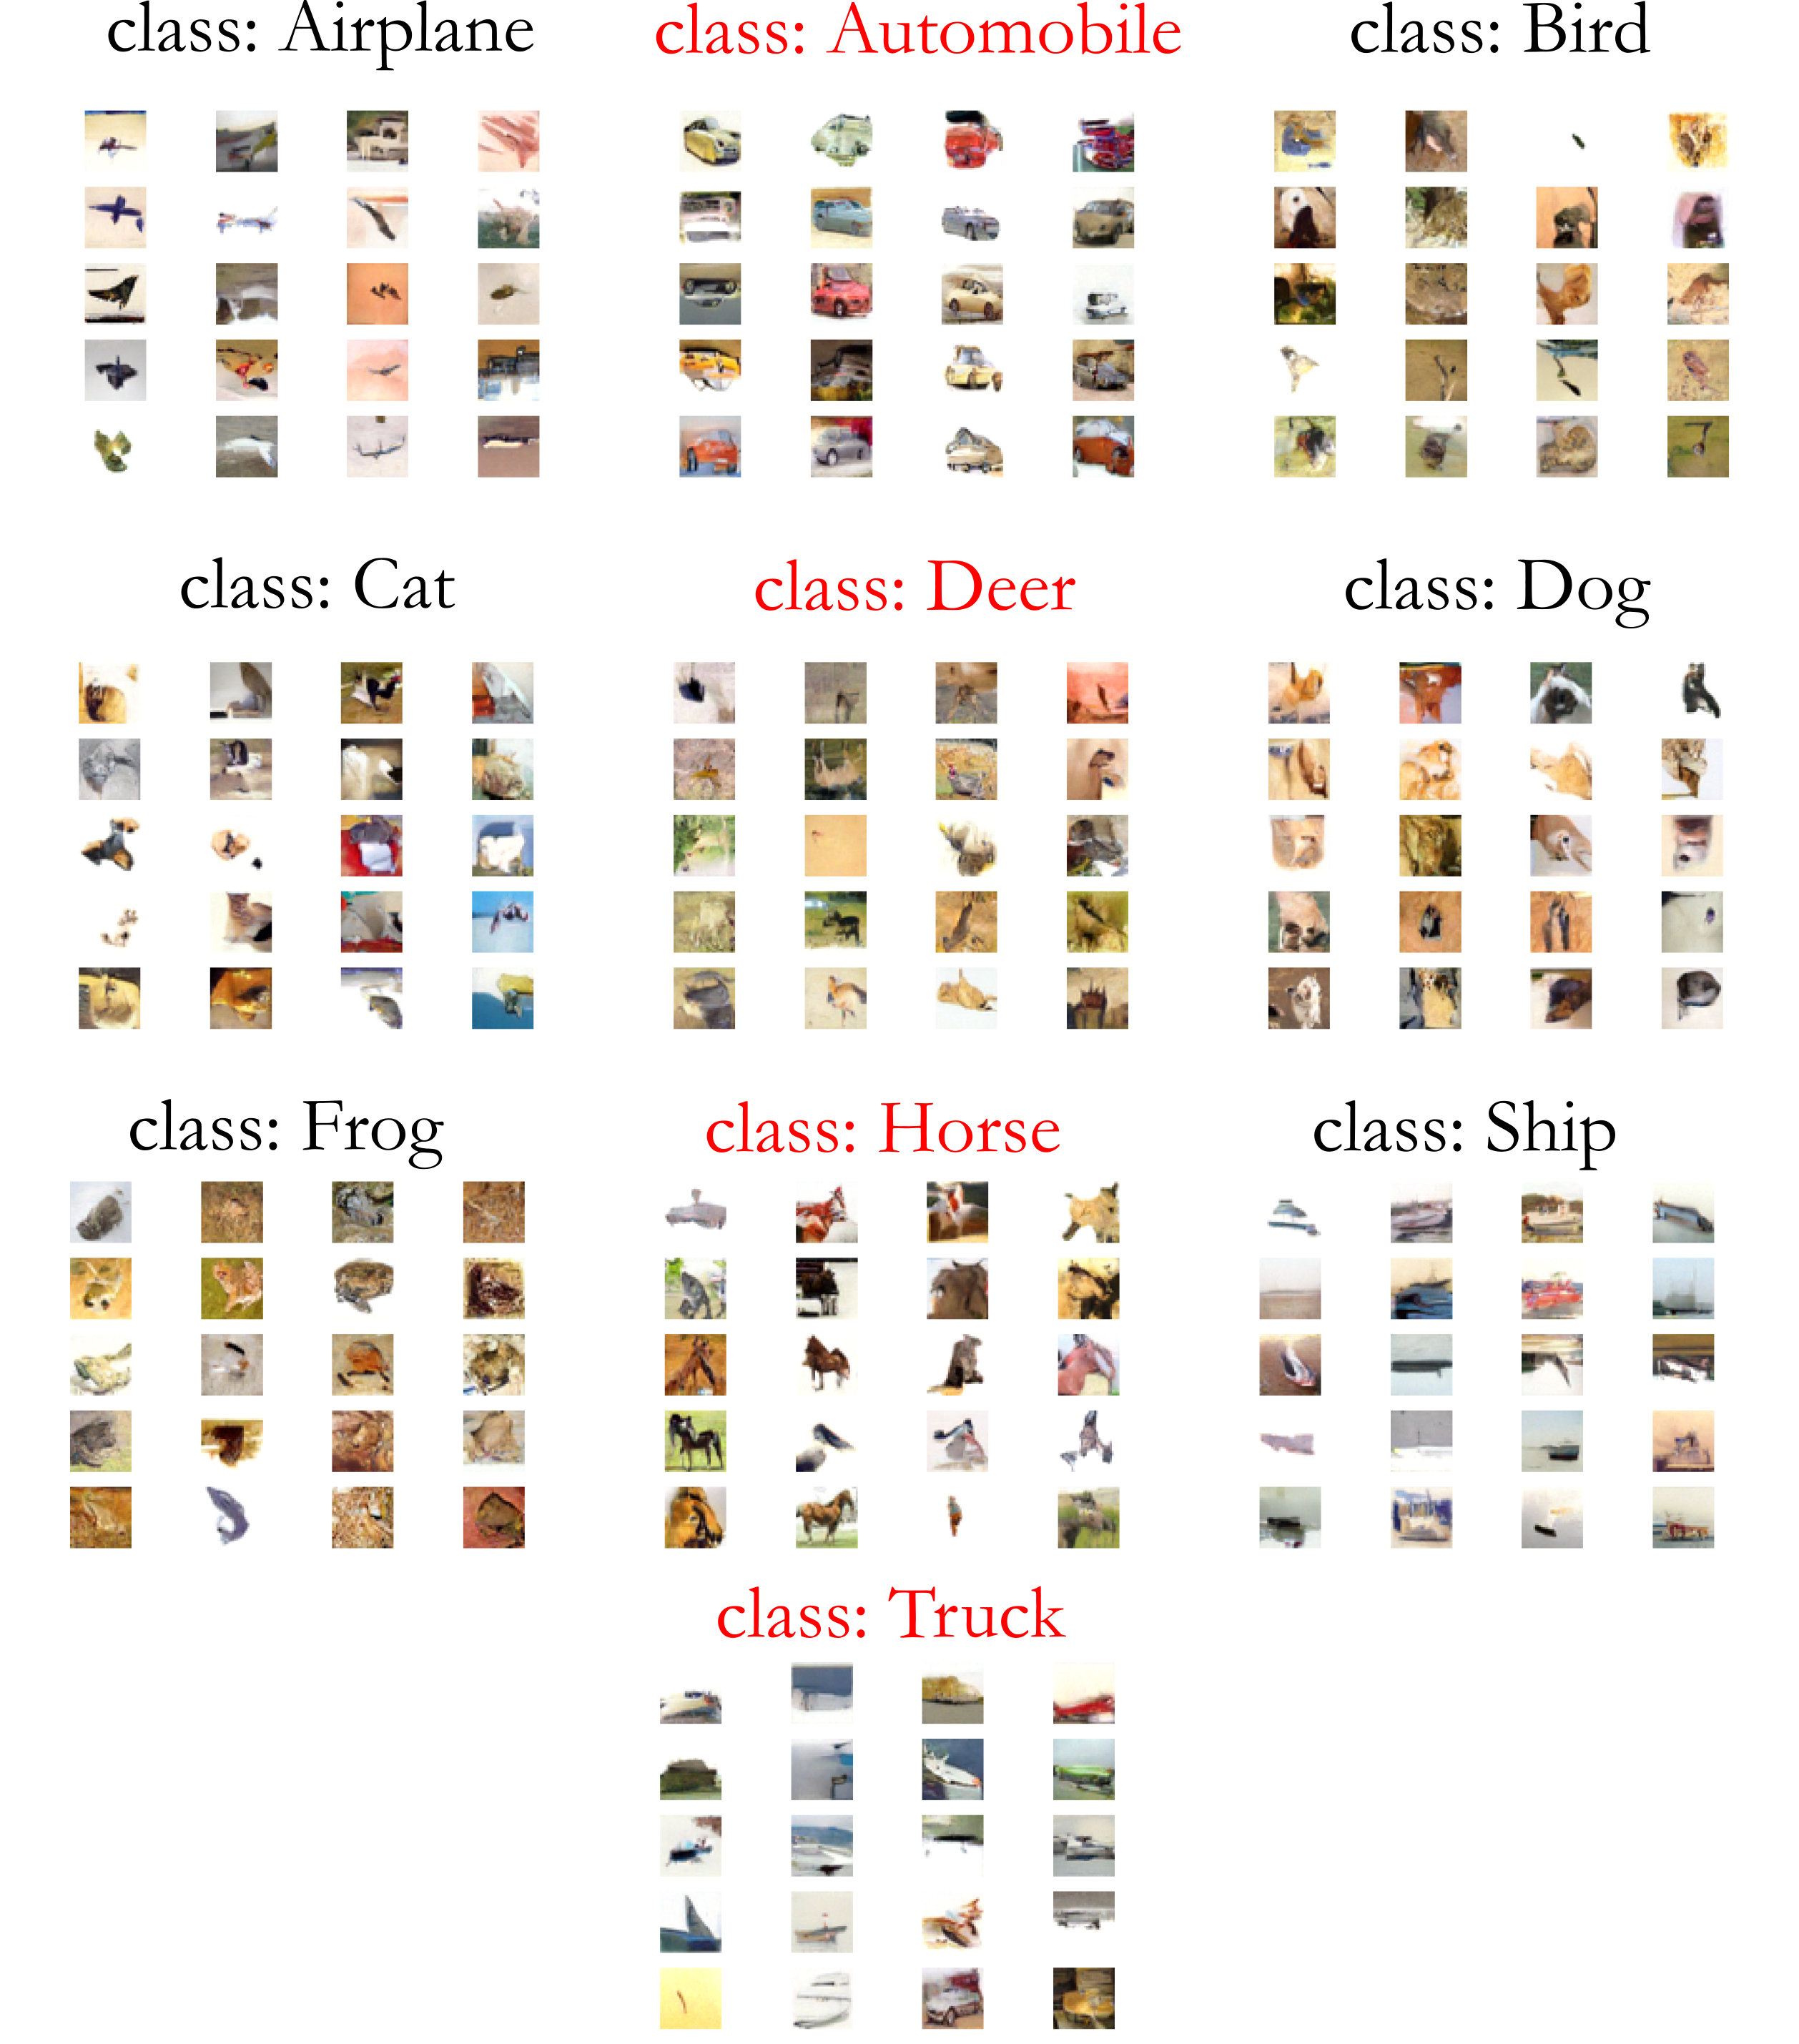 class: Airplane
class: Automobile
class: Bird
class: Cat
class: Deer
class: Dog
class: Frog
class: Horse
class: Ship
class: Truck